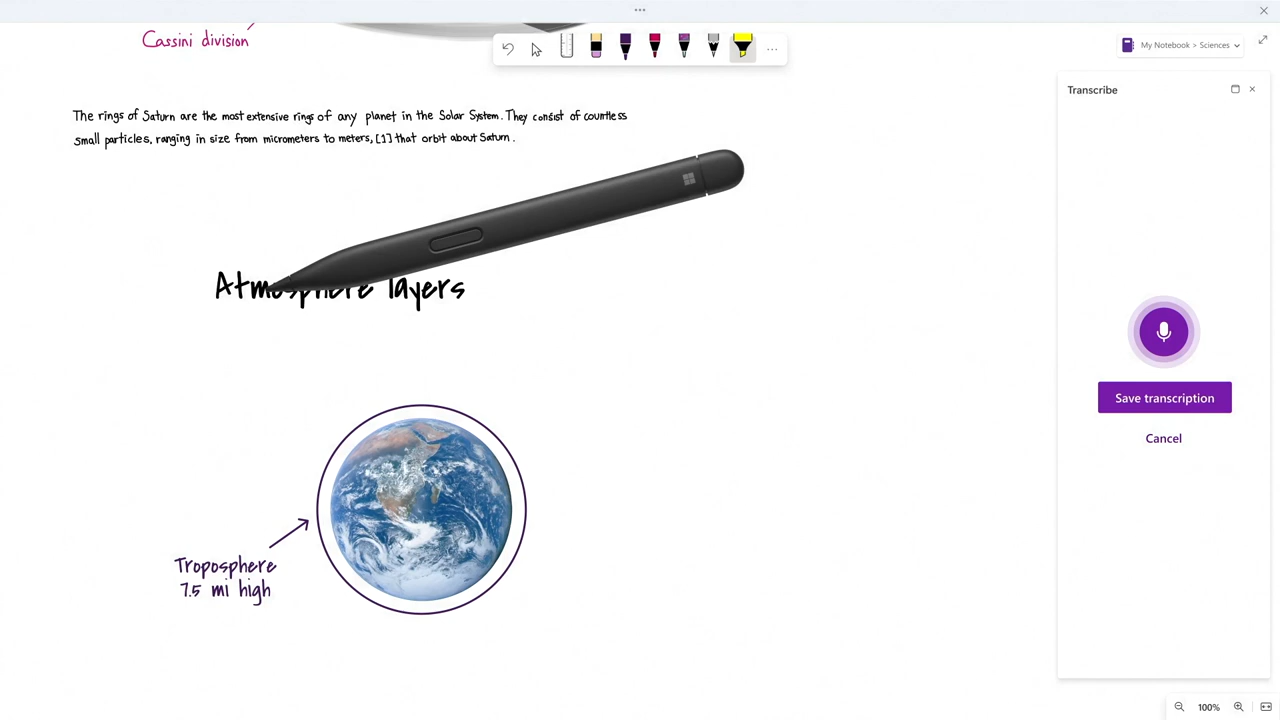 Cassini division
My Notebook > Sciences
Transcribe
The rings of Saturn are the most extensive rings of any planet in the Solar System. They consist of countless
small particles, ranging in size from micrometers to meters, [1] that orbit about Saturn.
Atmosphere layers
Save transcription
Cancel
Troposphere
7.5 mi high
100%